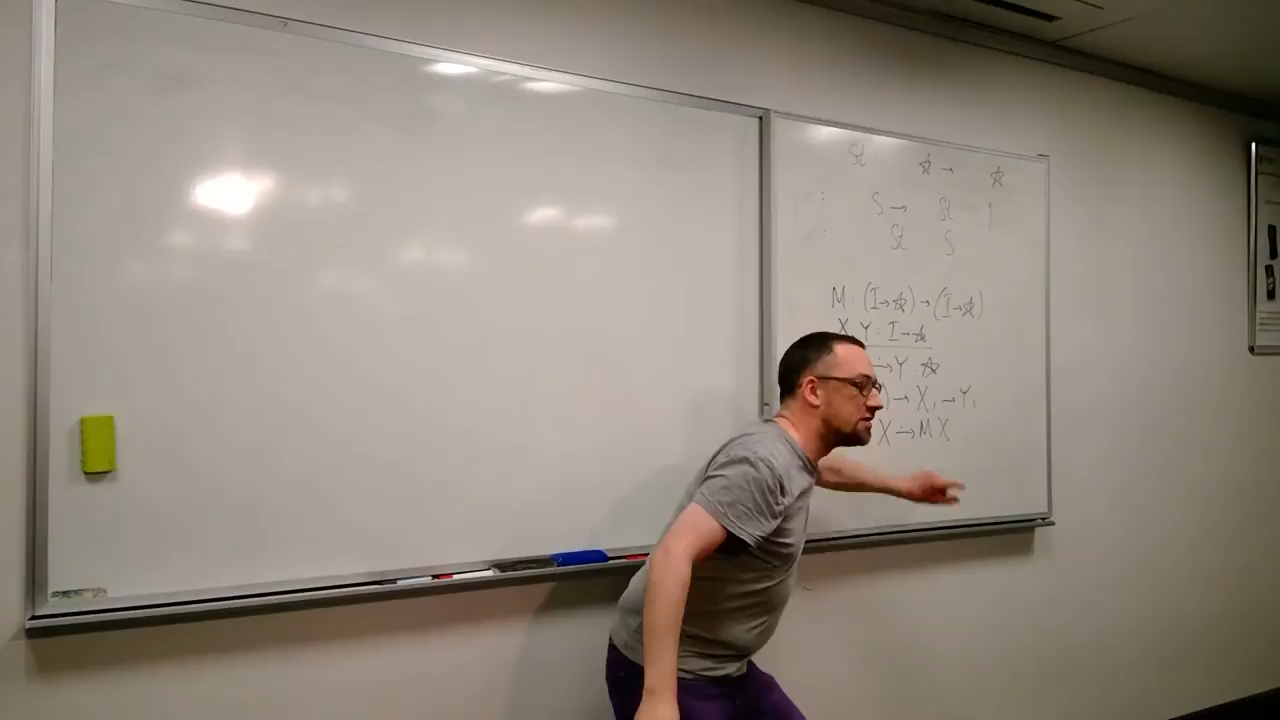 St : ☆ → ☆
: S → St 1
: St S
M : (I→☆) → (I→☆)
X Y : I→☆
∸→Y : ☆
) → X₁ → Y₁
X ∸→ M X